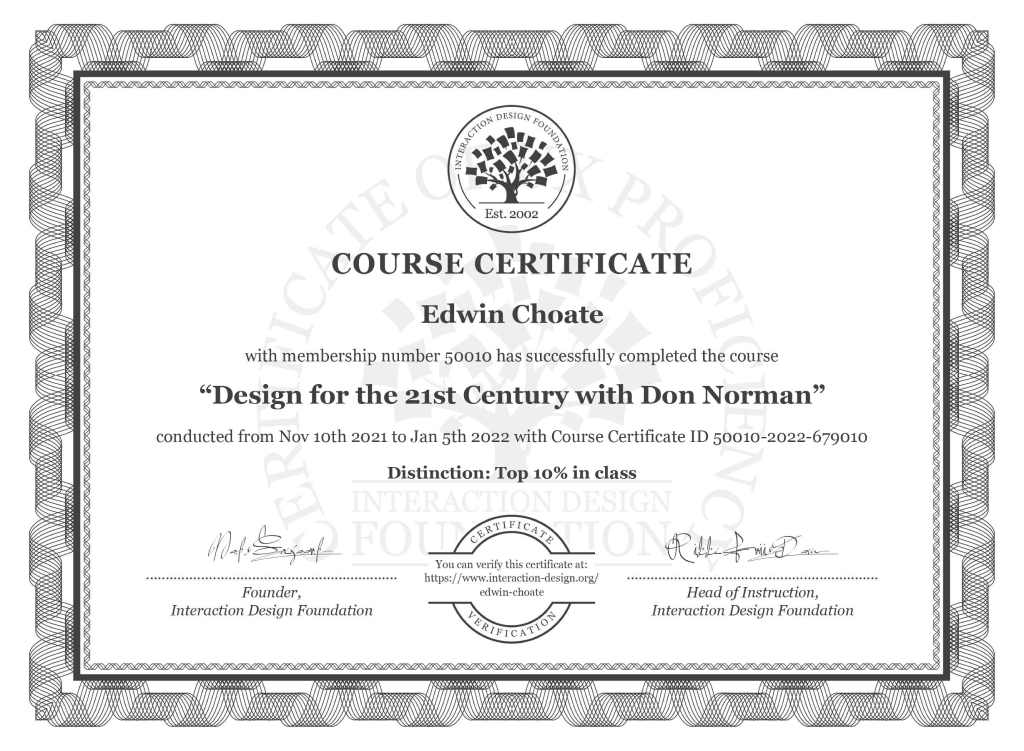 INTERACTION DESIGN FOUNDATION
Est. 2002
CERTIFICATE OF UX PROFICIENCY
COURSE CERTIFICATE
Edwin Choate
with membership number 50010 has successfully completed the course
“Design for the 21st Century with Don Norman”
conducted from Nov 10th 2021 to Jan 5th 2022 with Course Certificate ID 50010-2022-679010
Distinction: Top 10% in class
INTERACTION DESIGN
FOUNDATION
CERTIFICATE
You can verify this certificate at:
https://www.interaction-design.org/
edwin-choate
VERIFICATION
Founder,
Interaction Design Foundation
Head of Instruction,
Interaction Design Foundation